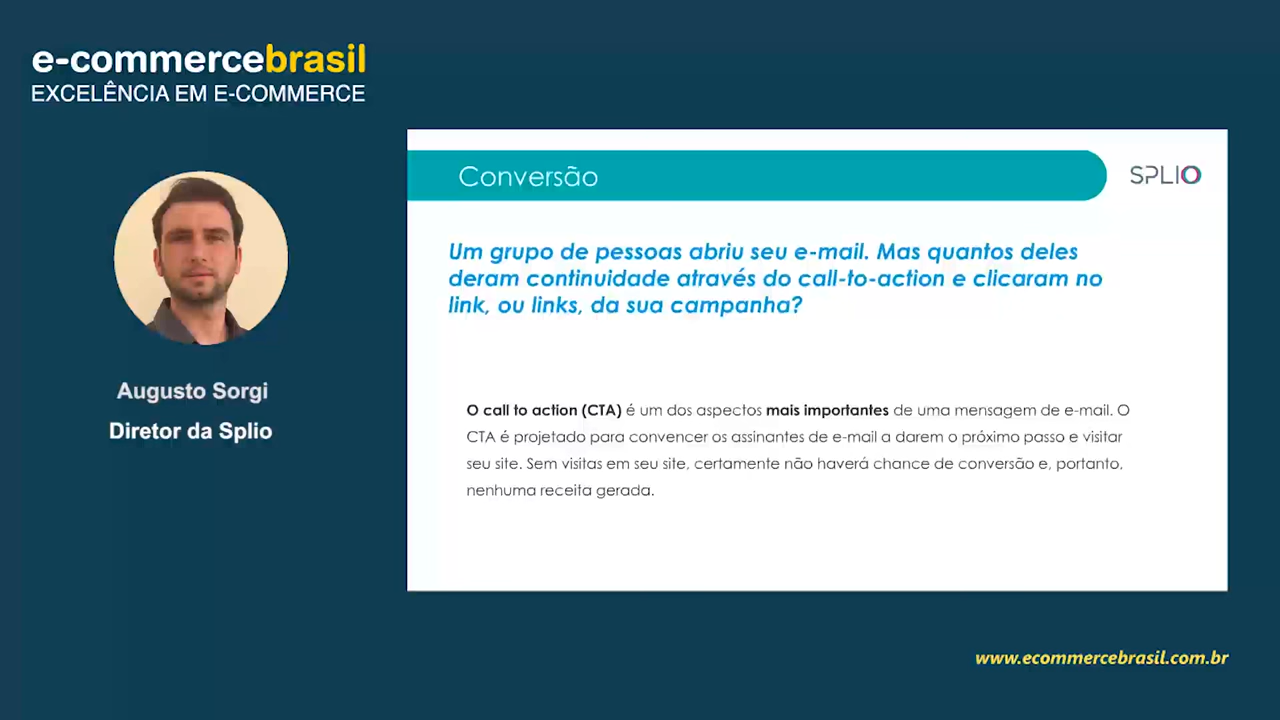 e-commercebrasil
EXCELÊNCIA EM E-COMMERCE
Augusto Sorgi
Diretor da Splio
Conversão
SPLIO
Um grupo de pessoas abriu seu e-mail. Mas quantos deles
deram continuidade através do call-to-action e clicaram no
link, ou links, da sua campanha?
O call to action (CTA) é um dos aspectos mais importantes de uma mensagem de e-mail. O
CTA é projetado para convencer os assinantes de e-mail a darem o próximo passo e visitar
seu site. Sem visitas em seu site, certamente não haverá chance de conversão e, portanto,
nenhuma receita gerada.
www.ecommercebrasil.com.br